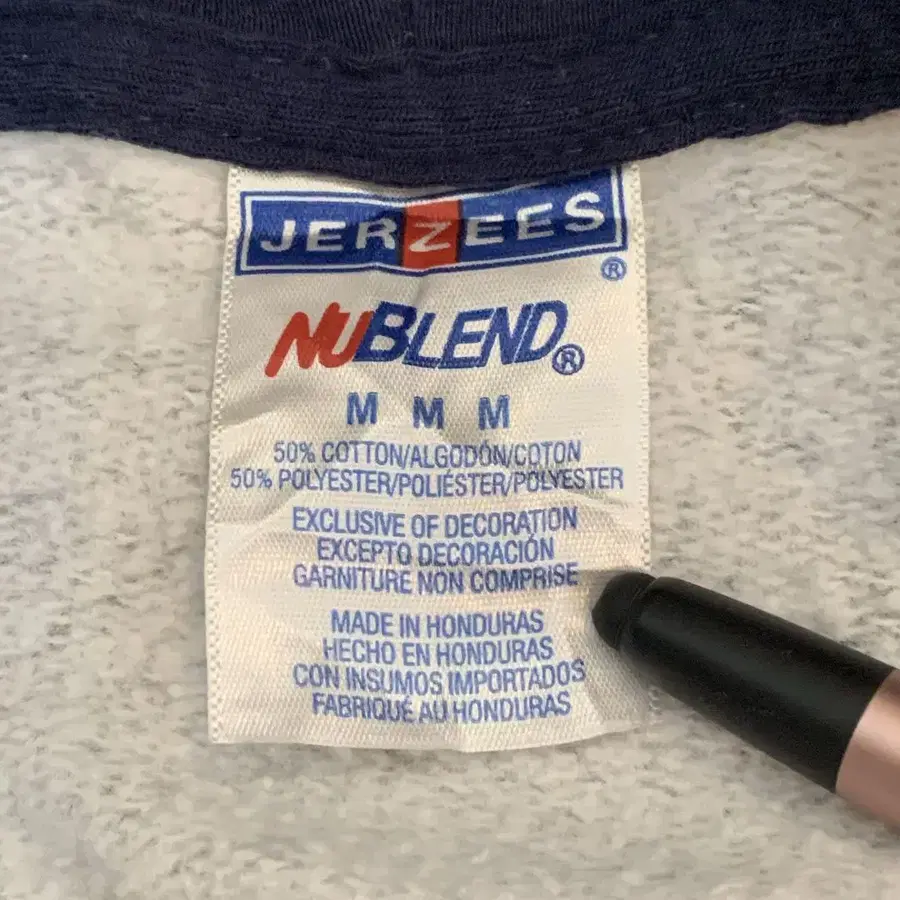 JERZEES
®
NUBLEND®
M M M
50% COTTON/ALGODÓN/COTON
50% POLYESTER/POLIÉSTER/POLYESTER
EXCLUSIVE OF DECORATION
EXCEPTO DECORACIÓN
GARNITURE NON COMPRISE
MADE IN HONDURAS
HECHO EN HONDURAS
CON INSUMOS IMPORTADOS
FABRIQUÉ AU HONDURAS